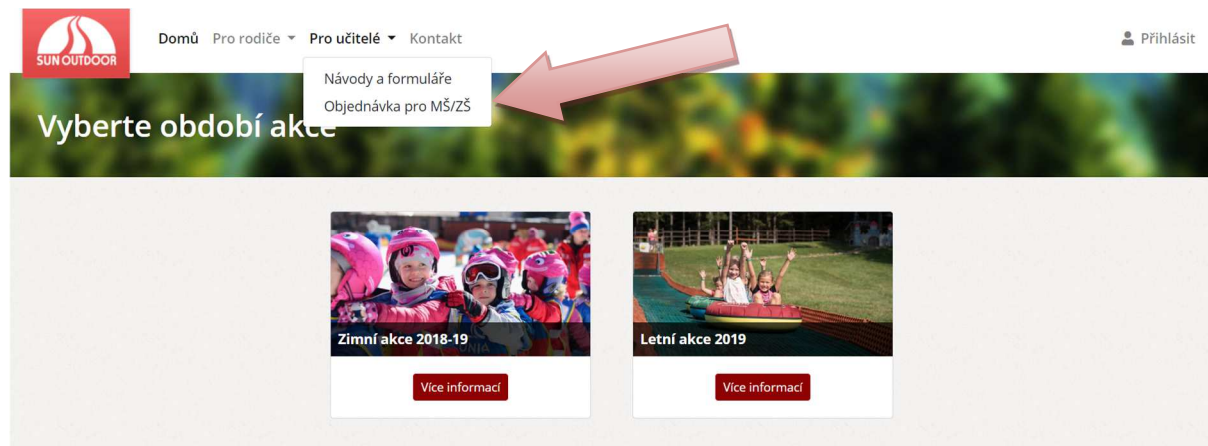 SUN OUTDOOR
Domů Pro rodiče Pro učitelé Kontakt
Přihlásit
Návody a formuláře
Objednávka pro MŠ/ZŠ
Vyberte období akce
Zimní akce 2018-19
Letní akce 2019
Více informací
Více informací